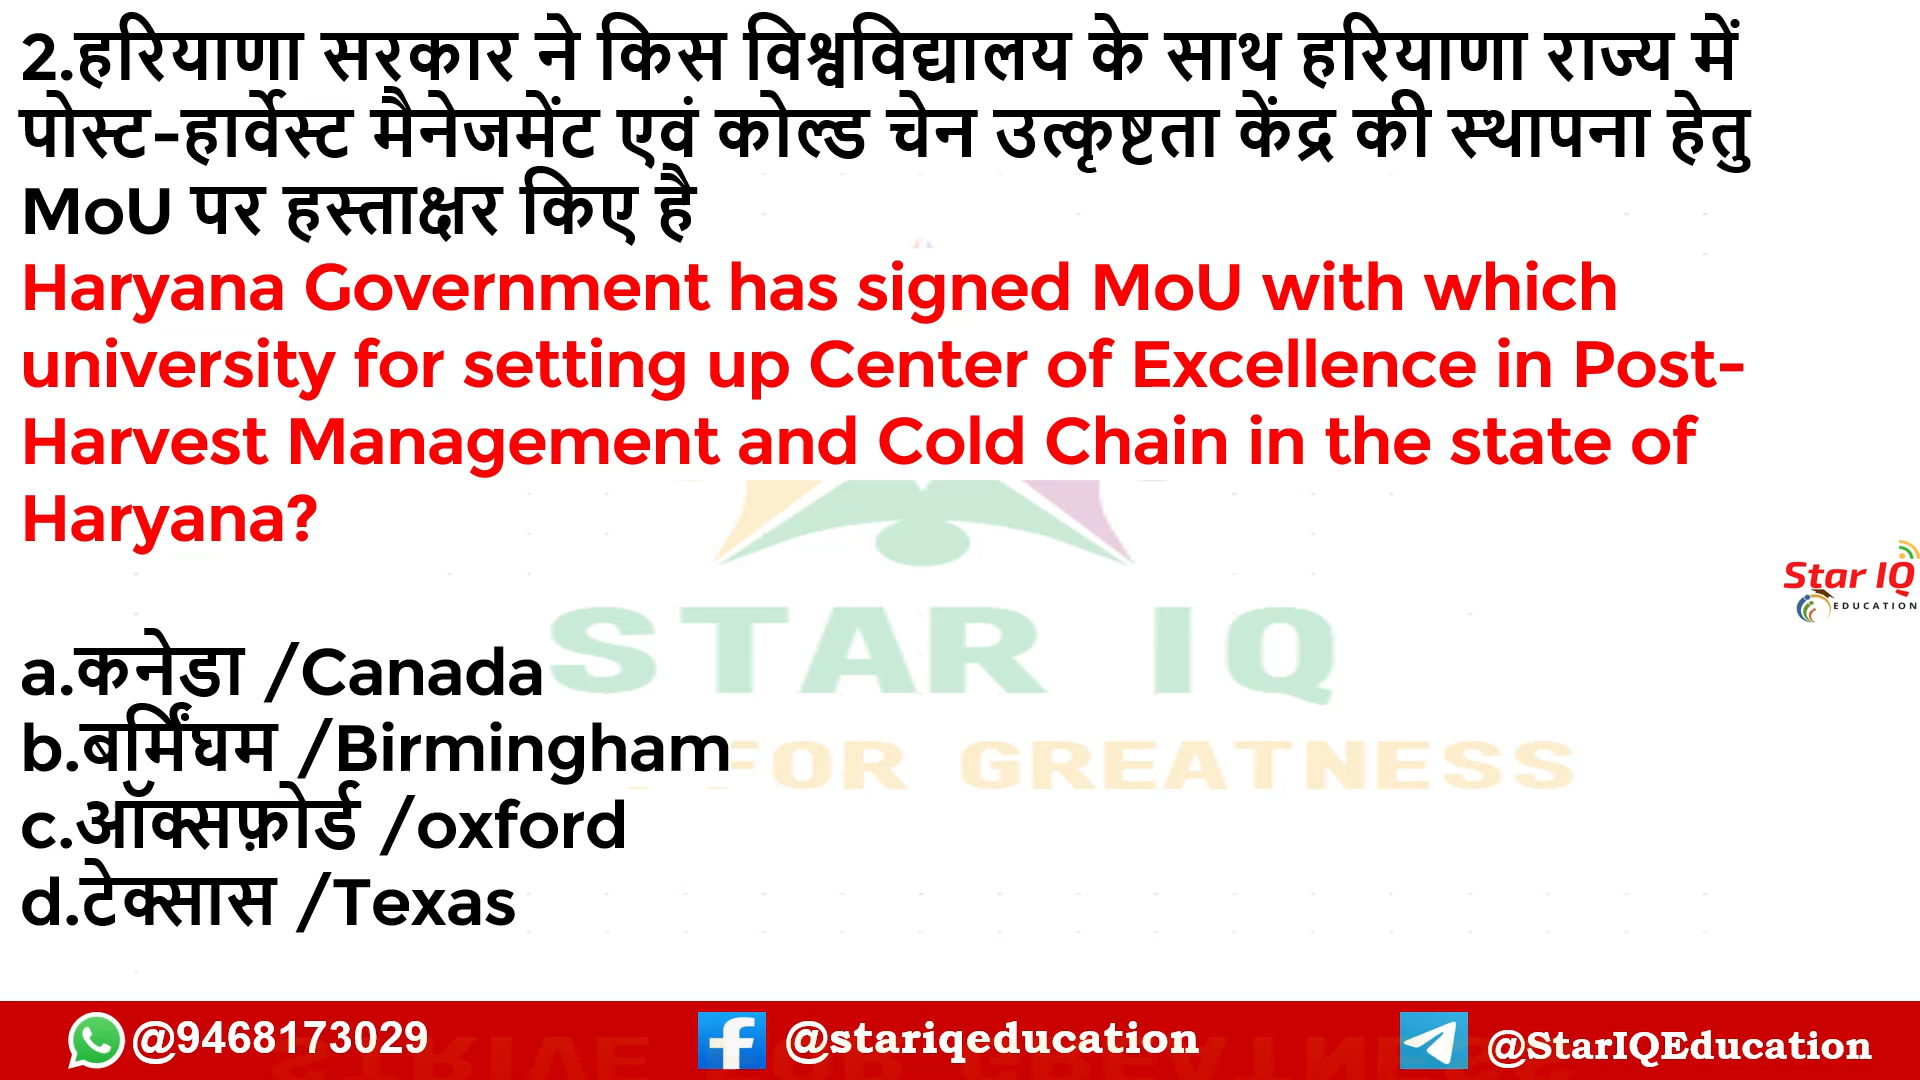 2.हरियाणा सरकार ने किस विश्वविद्यालय के साथ हरियाणा राज्य में
पोस्ट-हार्वेस्ट मैनेजमेंट एवं कोल्ड चेन उत्कृष्टता केंद्र की स्थापना हेतु
MoU पर हस्ताक्षर किए है
Haryana Government has signed MoU with which
university for setting up Center of Excellence in Post-
Harvest Management and Cold Chain in the state of
Haryana?
Star IQ
EDUCATION
STAR IQ
a.कनेडा /Canada
b.बर्मिंघम /Birmingham
FOR GREATNESS
c.ऑक्सफ़ोर्ड /oxford
d.टेक्सास /Texas
@9468173029
@stariqeducation
@StarIQEducation